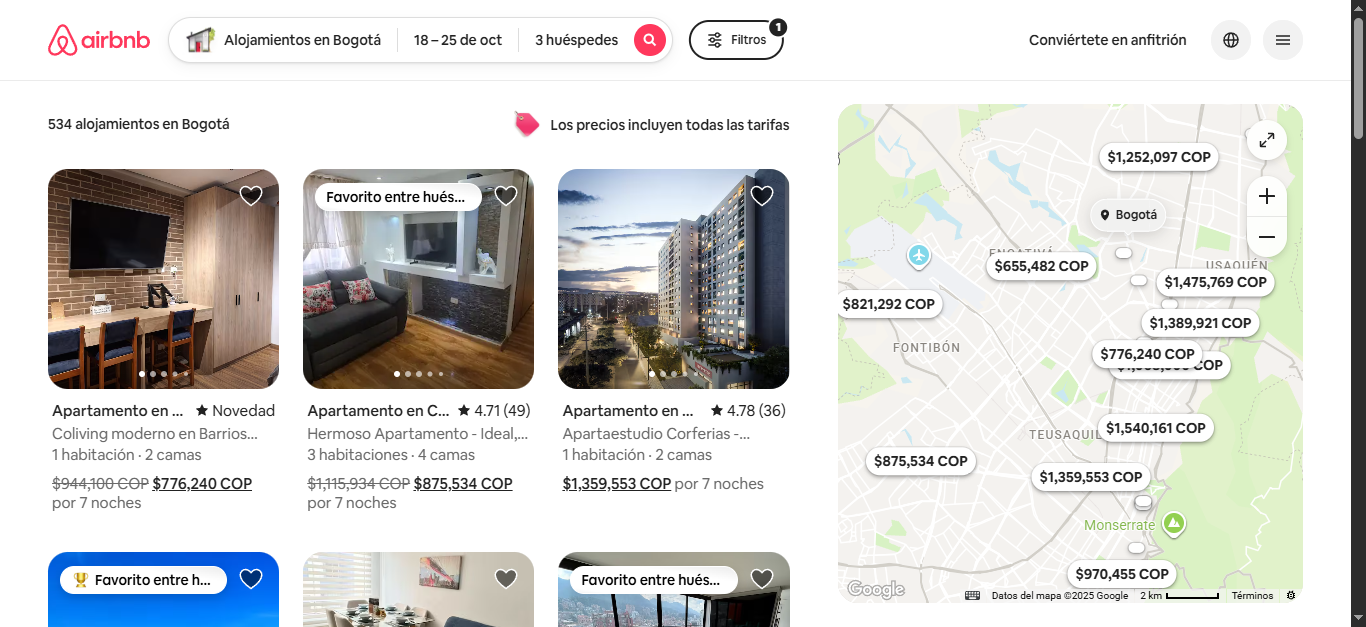 airbnb
Alojamientos en Bogotá
18 – 25 de oct
3 huéspedes
Filtros
1
Conviértete en anfitrión
534 alojamientos en Bogotá
Los precios incluyen todas las tarifas
Apartamento en ...
★ Novedad
Coliving moderno en Barrios...
1 habitación · 2 camas
$944,100 COP $776,240 COP
por 7 noches
Favorito entre hués...
Apartamento en C...
★ 4.71 (49)
Hermoso Apartamento - Ideal,...
3 habitaciones · 4 camas
$1,115,934 COP $875,534 COP
por 7 noches
Apartamento en ...
★ 4.78 (36)
Apartaestudio Corferias -...
1 habitación · 2 camas
$1,359,553 COP por 7 noches
Favorito entre h...
Favorito entre hués...
$1,252,097 COP
Bogotá
ENGATIVÁ
$655,482 COP
USAQUÉN
$1,475,769 COP
$821,292 COP
$1,389,921 COP
FONTIBÓN
$776,240 COP
COP
TEUSAQUIL
$1,540,161 COP
$875,534 COP
$1,359,553 COP
Monserrate
$970,455 COP
Google
Datos del mapa ©2025 Google
2 km
Términos